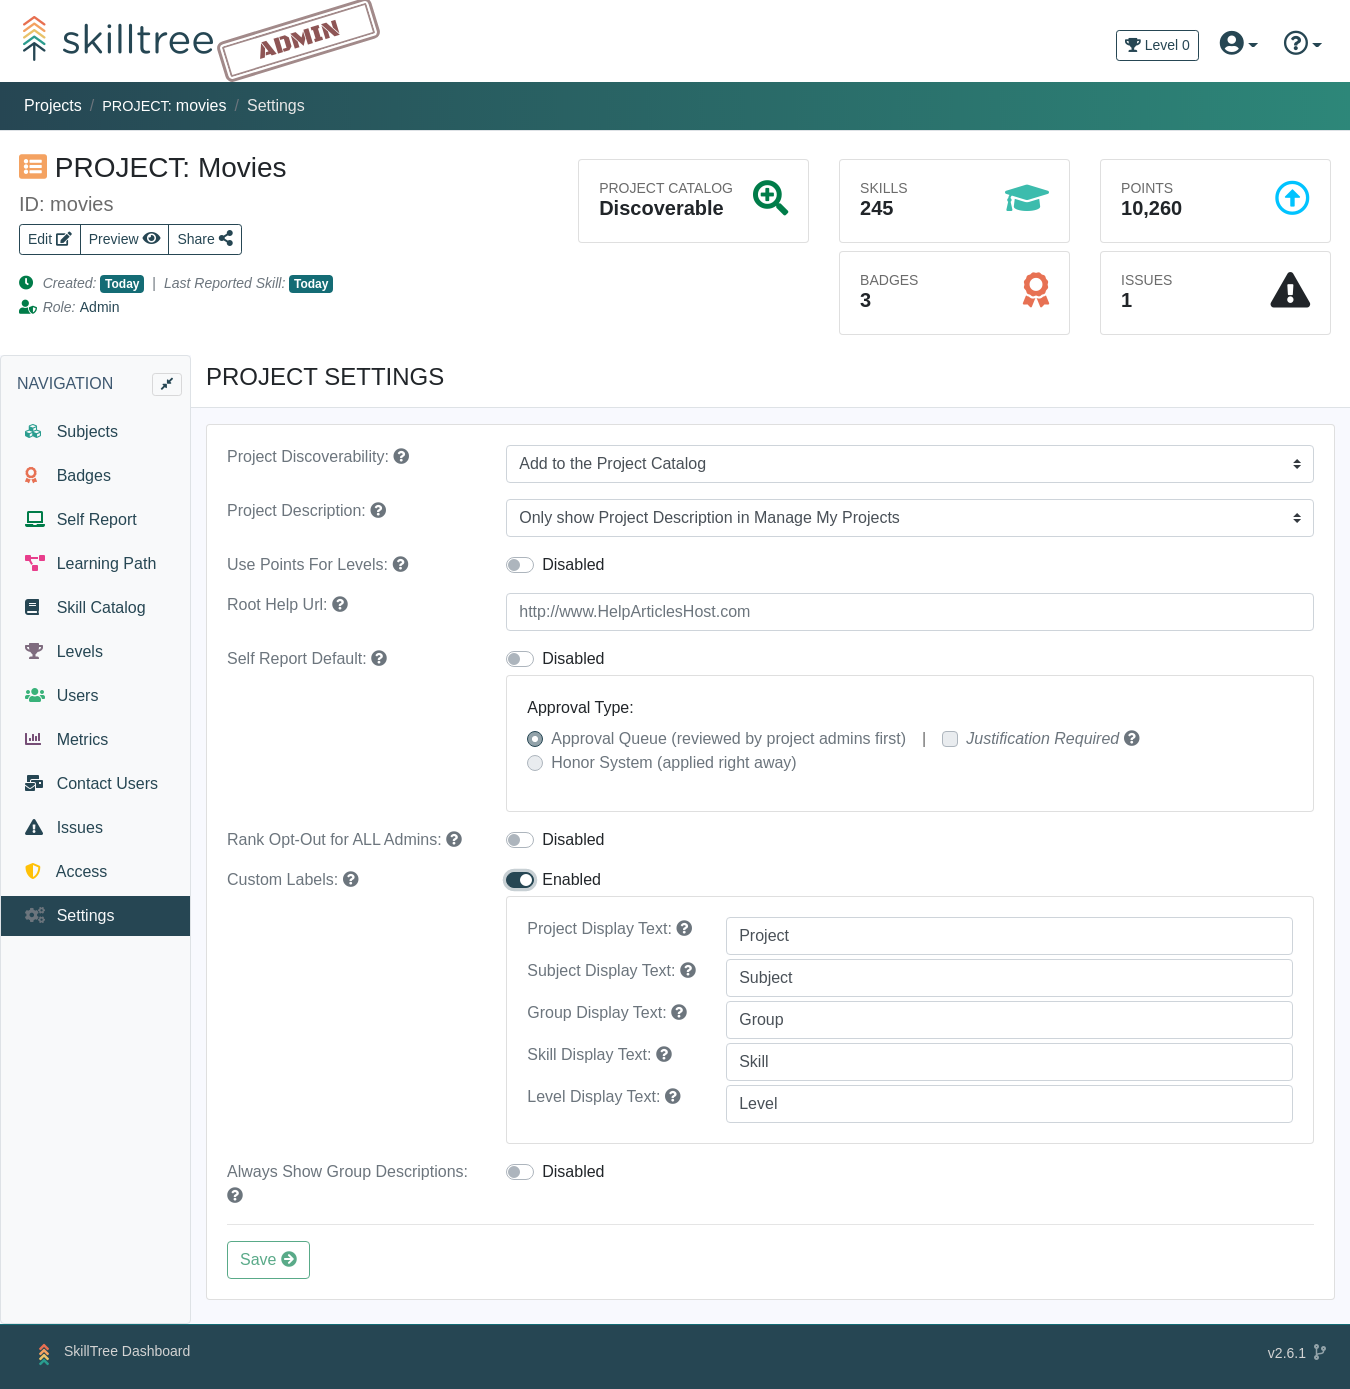 skilltree
ADMIN
Level 0
Projects / PROJECT: movies / Settings
PROJECT: Movies
ID: movies
Edit Preview Share
Created: Today | Last Reported Skill: Today
Role: Admin
PROJECT CATALOG
Discoverable
SKILLS
245
POINTS
10,260
BADGES
3
ISSUES
1
NAVIGATION
Subjects
Badges
Self Report
Learning Path
Skill Catalog
Levels
Users
Metrics
Contact Users
Issues
Access
Settings
PROJECT SETTINGS
Project Discoverability: Add to the Project Catalog
Project Description: Only show Project Description in Manage My Projects
Use Points For Levels: Disabled
Root Help Url: http://www.HelpArticlesHost.com
Self Report Default: Disabled
Approval Type:
Approval Queue (reviewed by project admins first) | Justification Required
Honor System (applied right away)
Rank Opt-Out for ALL Admins: Disabled
Custom Labels: Enabled
Project Display Text: Project
Subject Display Text: Subject
Group Display Text: Group
Skill Display Text: Skill
Level Display Text: Level
Always Show Group Descriptions: Disabled
Save
SkillTree Dashboard
v2.6.1